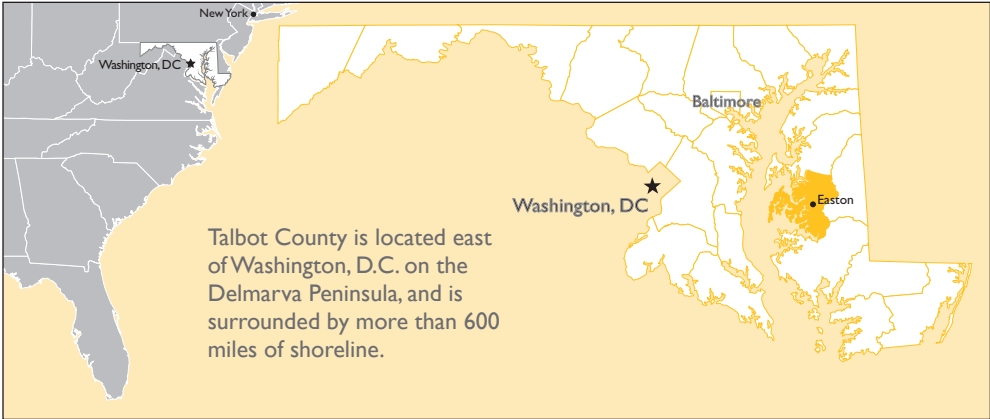 New York
Washington, DC
Baltimore
Washington, DC
Easton
Talbot County is located east
of Washington, D.C. on the
Delmarva Peninsula, and is
surrounded by more than 600
miles of shoreline.